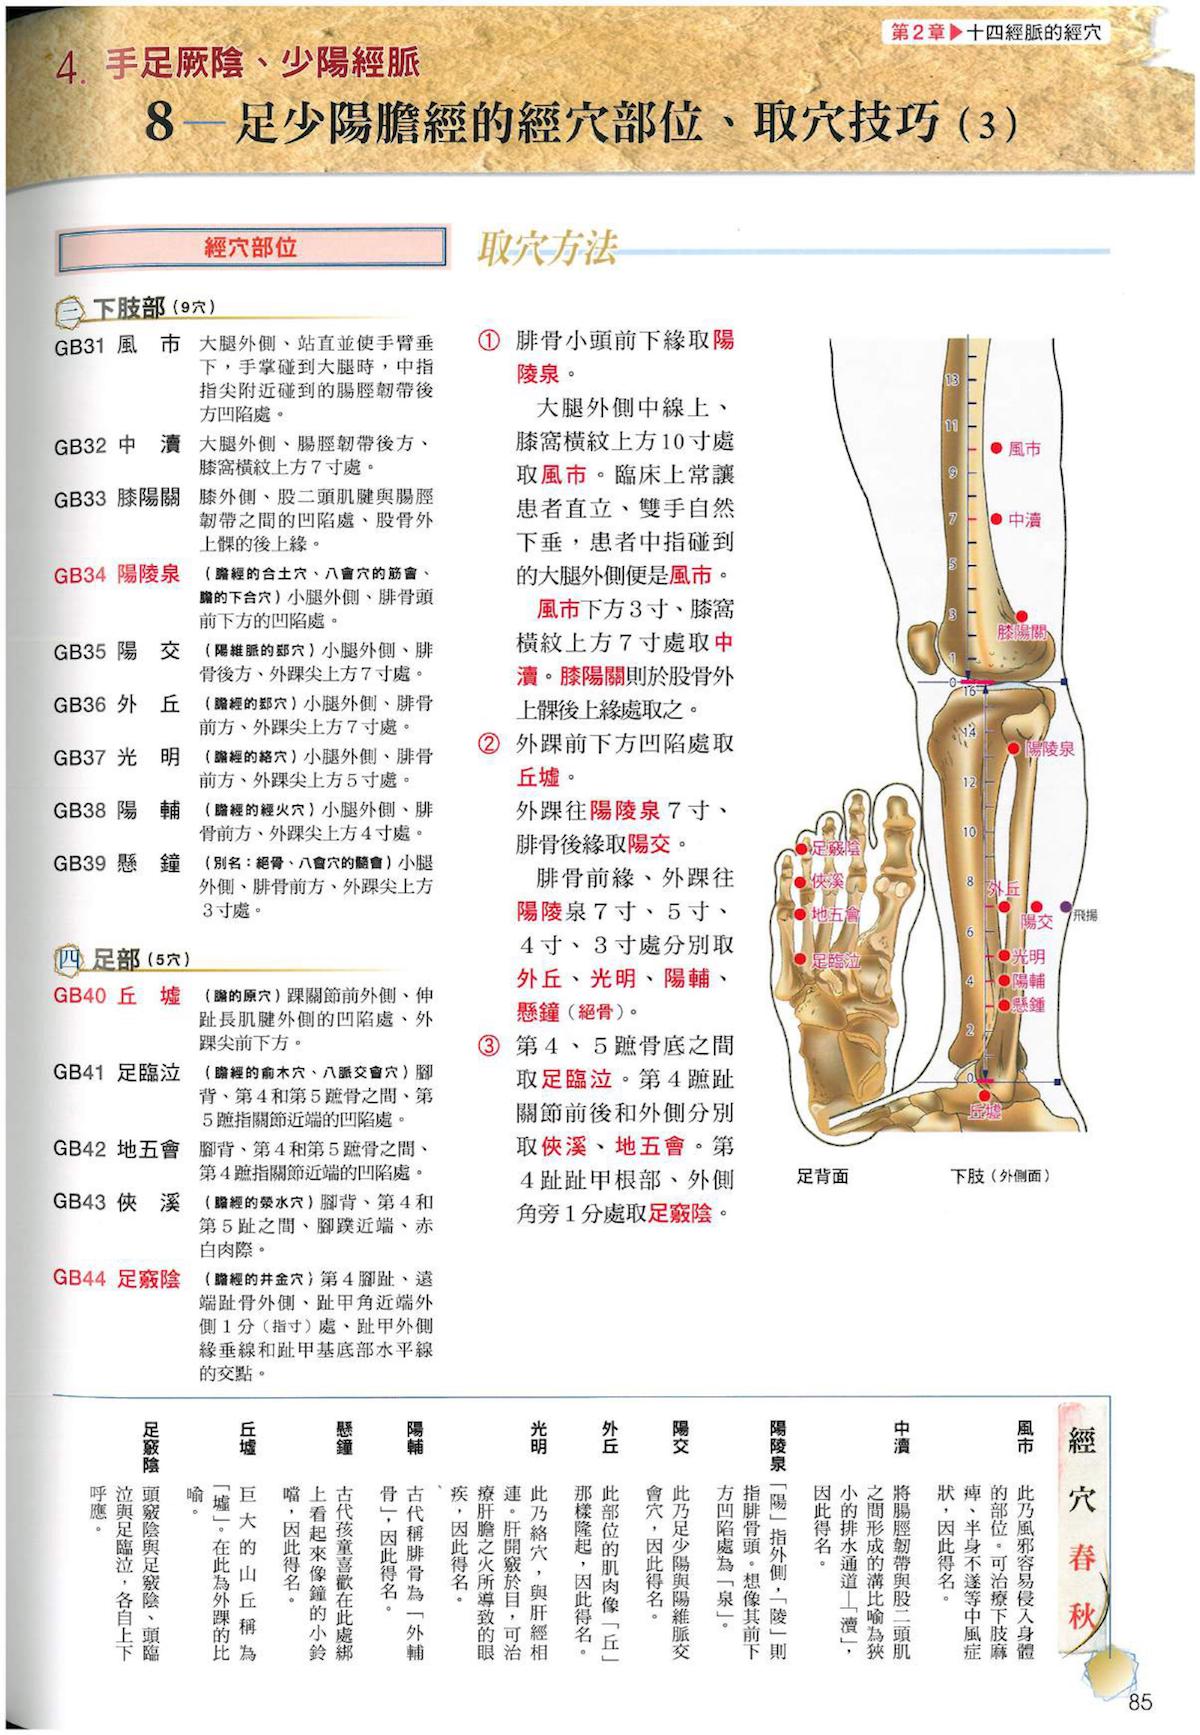 第2章▶十四經脈的經穴
4. 手足厥陰、少陽經脈
8—足少陽膽經的經穴部位、取穴技巧(3)
經穴部位
三 下肢部(9穴)
GB31 風 市 大腿外側、站直並使手臂垂
下，手掌碰到大腿時，中指
指尖附近碰到的腸脛韌帶後
方凹陷處。
GB32 中 瀆 大腿外側、腸脛韌帶後方、
膝窩橫紋上方7寸處。
GB33 膝陽關 膝外側、股二頭肌腱與腸脛
韌帶之間的凹陷處、股骨外
上髁的後上緣。
GB34 陽陵泉 (膽經的合土穴、八會穴的筋會、
膽的下合穴)小腿外側、腓骨頭
前下方的凹陷處。
GB35 陽 交 (陽維脈的郄穴)小腿外側、腓
骨後方、外踝尖上方7寸處。
GB36 外 丘 (膽經的郄穴)小腿外側、腓骨
前方、外踝尖上方7寸處。
GB37 光 明 (膽經的絡穴)小腿外側、腓骨
前方、外踝尖上方5寸處。
GB38 陽 輔 (膽經的經火穴)小腿外側、腓
骨前方、外踝尖上方4寸處。
GB39 懸 鐘 (別名：絕骨、八會穴的髓會)小腿
外側、腓骨前方、外踝尖上方
3寸處。
四 足部(5穴)
GB40 丘 墟 (膽的原穴)踝關節前外側、伸
趾長肌腱外側的凹陷處、外
踝尖前下方。
GB41 足臨泣 (膽經的俞木穴、八脈交會穴)腳
背、第4和第5蹠骨之間、第
5蹠指關節近端的凹陷處。
GB42 地五會 腳背、第4和第5蹠骨之間、
第4蹠指關節近端的凹陷處。
GB43 俠 溪 (膽經的滎水穴)腳背、第4和
第5趾之間、腳蹼近端、赤
白肉際。
GB44 足竅陰 (膽經的井金穴)第4腳趾、遠
端趾骨外側、趾甲角近端外
側1分(指寸)處、趾甲外側
緣垂線和趾甲基底部水平線
的交點。
取穴方法
① 腓骨小頭前下緣取陽
陵泉。
大腿外側中線上、
膝窩橫紋上方10寸處
取風市。臨床上常讓
患者直立、雙手自然
下垂，患者中指碰到
的大腿外側便是風市。
風市下方3寸、膝窩
橫紋上方7寸處取中
瀆。膝陽關則於股骨外
上髁後上緣處取之。
② 外踝前下方凹陷處取
丘墟。
外踝往陽陵泉7寸、
腓骨後緣取陽交。
腓骨前緣、外踝往
陽陵泉7寸、5寸、
4寸、3寸處分別取
外丘、光明、陽輔、
懸鐘(絕骨)。
③ 第4、5蹠骨底之間
取足臨泣。第4蹠趾
關節前後和外側分別
取俠溪、地五會。第
4趾趾甲根部、外側
角旁1分處取足竅陰。
13
11
風市
9
7
中瀆
5
3
膝陽關
1
0
16
14
陽陵泉
12
10
8
外丘
陽交
飛揚
6
光明
4
陽輔
懸鍾
2
0
丘墟
足竅陰
俠溪
地五會
足臨泣
足背面
下肢(外側面)
經穴春秋
風市 此乃風邪容易侵入身體
的部位。可治療下肢麻
痺、半身不遂等中風症
狀，因此得名。
中瀆 將腸脛韌帶與股二頭肌
之間形成的溝比喻為狹
小的排水通道—「瀆」，
因此得名。
陽陵泉 「陽」指外側，「陵」則
指腓骨頭。想像其前下
方凹陷處為「泉」。
陽交 此乃足少陽與陽維脈交
會穴，因此得名。
外丘 此部位的肌肉像「丘」
那樣隆起，因此得名。
光明 此乃絡穴，與肝經相
連。肝開竅於目，可治
療肝膽之火所導致的眼
疾，因此得名。
陽輔 古代稱腓骨為「外輔
骨」，因此得名。
懸鐘 古代孩童喜歡在此處綁
上看起來像鐘的小鈴
噹，因此得名。
丘墟 巨大的山丘稱為
「墟」。在此為外踝的比
喻。
足竅陰 頭竅陰與足竅陰、頭臨
泣與足臨泣，各自上下
呼應。
85